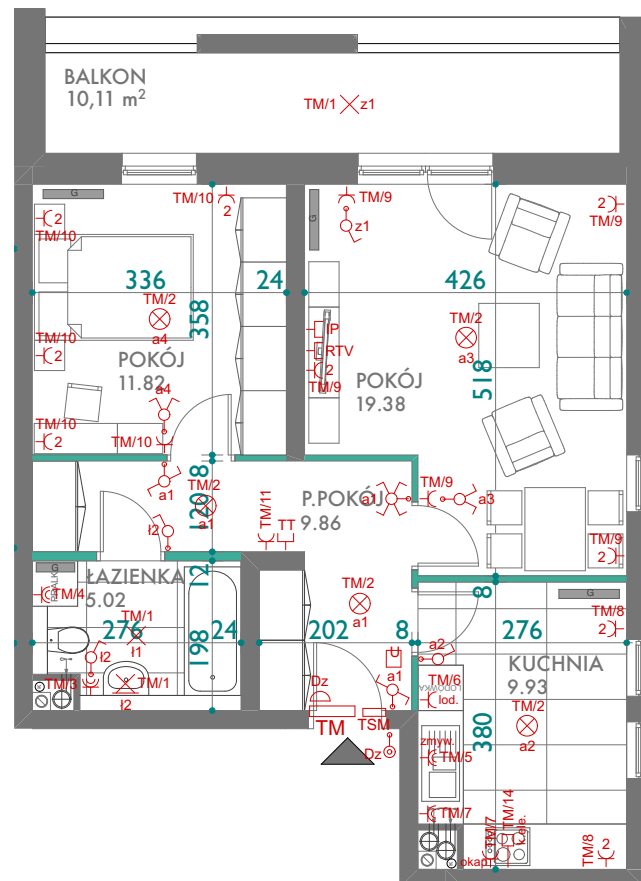 BALKON
10,11 m²
TM/1 z1
G
2
TM/10
TM/10
2
G
TM/9
z1
2
TM/9
336
24
426
TM/2
a4
358
TM/2
a3
518
TM/10
2
POKÓJ
11.82
IP
RTV
2
TM/9
POKÓJ
19.38
a4
TM/10
2
TM/10
8
a1
TM/2
a1
120
TM/11
TT
P.POKÓJ
9.86
a1
TM/9
a3
ł2
TM/9
2
G
ŁAZIENKA
5.02
12
TM/4
TM/2
a1
8
G
TM/8
2
276
TM/1
ł1
24
198
202
8
a2
276
KUCHNIA
9.93
ł2
TM/3
TM/1
ł2
Dz
a1
TM/6
lod.
TM/2
a2
TM
TSM
Dz
zmyw.
TM/5
380
TM/7
TM/14
k.ele.
TM/7
okap
TM/8
2